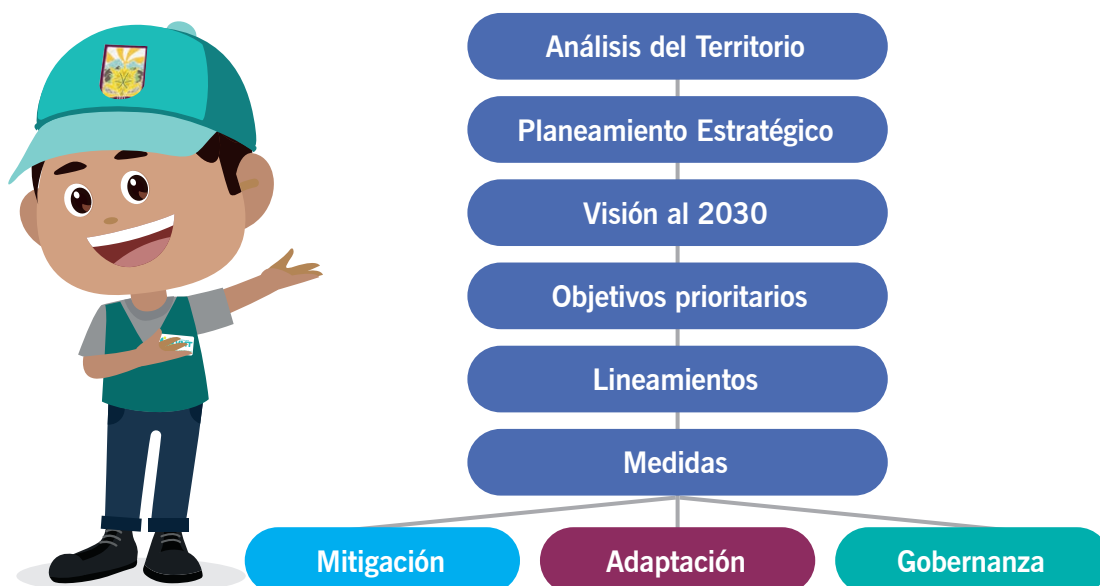 Análisis del Territorio
Planeamiento Estratégico
Visión al 2030
Objetivos prioritarios
Lineamientos
Medidas
Mitigación
Adaptación
Gobernanza